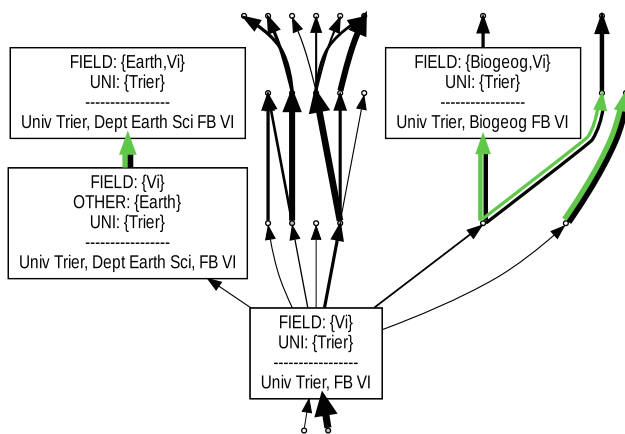 FIELD: {Earth,Vi}
UNI: {Trier}
-----------------
Univ Trier, Dept Earth Sci FB VI
FIELD: {Biogeog,Vi}
UNI: {Trier}
-----------------
Univ Trier, Biogeog FB VI
FIELD: {Vi}
OTHER: {Earth}
UNI: {Trier}
-----------------
Univ Trier, Dept Earth Sci, FB VI
FIELD: {Vi}
UNI: {Trier}
-----------------
Univ Trier, FB VI